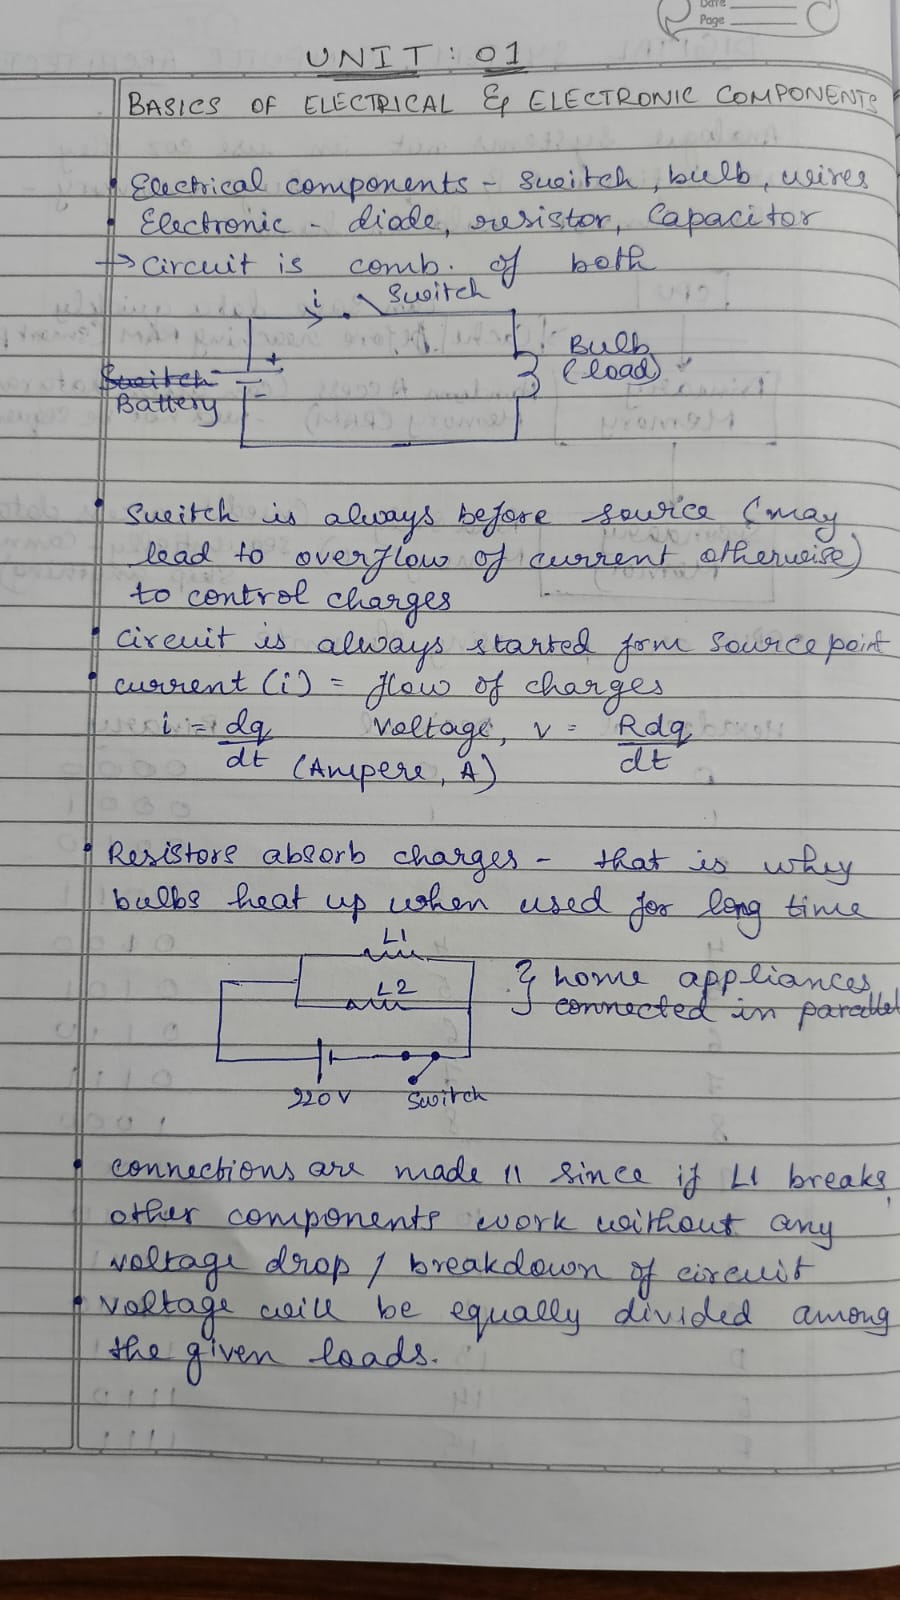 Date
Page
UNIT: 01
BASICS OF ELECTRICAL & ELECTRONIC COMPONENTS
• Electrical components - switch, bulb, wires
• Electronic - diode, resistor, Capacitor
→ Circuit is comb. of both
i Switch
+ Bulb
Switch - (load)
Battery
• Switch is always before source (may
lead to overflow of current otherwise)
to control charges
• circuit is always started form source point
• current (i) = flow of charges
i = dq/dt voltage, v = Rdq/dt
(Ampere, A)
• Resistors absorb charges - that is why
bulbs heat up when used for long time
L1
L2 } home appliances
connected in parallel
220V Switch
• connections are made || since if L1 breaks,
other components work without any
voltage drop / breakdown of circuit
• voltage will be equally divided among
the given loads.